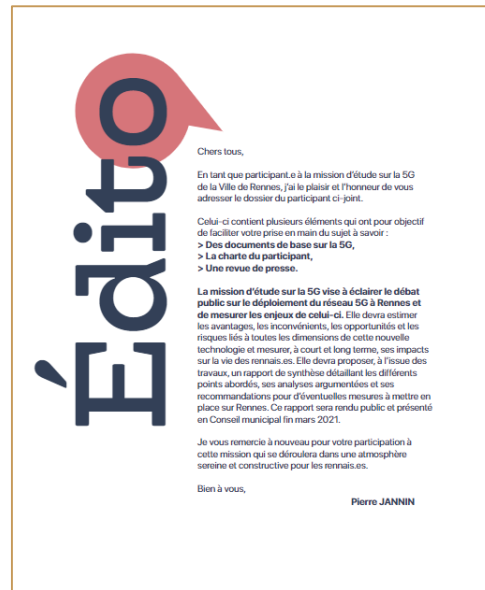 Édito
Chers tous,
En tant que participant.e à la mission d'étude sur la 5G
de la Ville de Rennes, j'ai le plaisir et l'honneur de vous
adresser le dossier du participant ci-joint.
Celui-ci contient plusieurs éléments qui ont pour objectif
de faciliter votre prise en main du sujet à savoir :
> Des documents de base sur la 5G,
> La charte du participant,
> Une revue de presse.
La mission d'étude sur la 5G vise à éclairer le débat
public sur le déploiement du réseau 5G à Rennes et
de mesurer les enjeux de celui-ci. Elle devra estimer
les avantages, les inconvénients, les opportunités et les
risques liés à toutes les dimensions de cette nouvelle
technologie et mesurer, à court et long terme, ses impacts
sur la vie des rennais.es. Elle devra proposer, à l'issue des
travaux, un rapport de synthèse détaillant les différents
points abordés, ses analyses argumentées et ses
recommandations pour d'éventuelles mesures à mettre en
place sur Rennes. Ce rapport sera rendu public et présenté
en Conseil municipal fin mars 2021.
Je vous remercie à nouveau pour votre participation à
cette mission qui se déroulera dans une atmosphère
sereine et constructive pour les rennais.es.
Bien à vous,
Pierre JANNIN